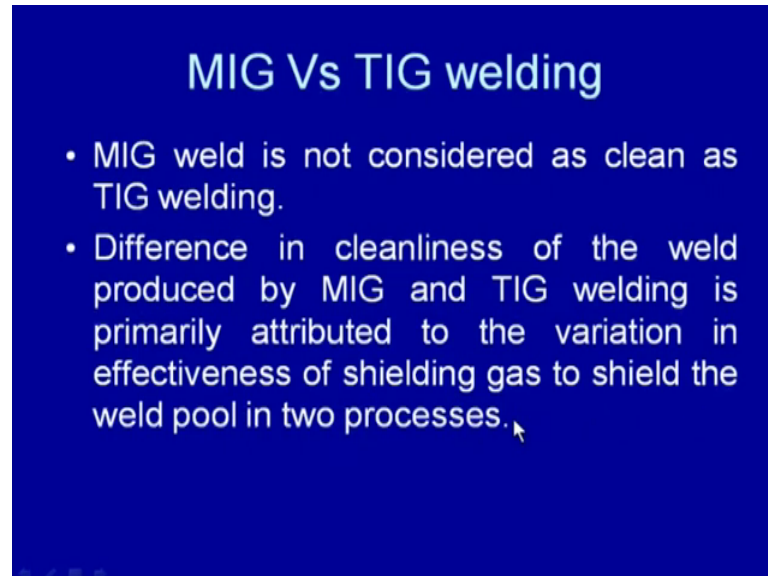 MIG Vs TIG welding
• MIG weld is not considered as clean as
TIG welding.
• Difference in cleanliness of the weld
produced by MIG and TIG welding is
primarily attributed to the variation in
effectiveness of shielding gas to shield the
weld pool in two processes.